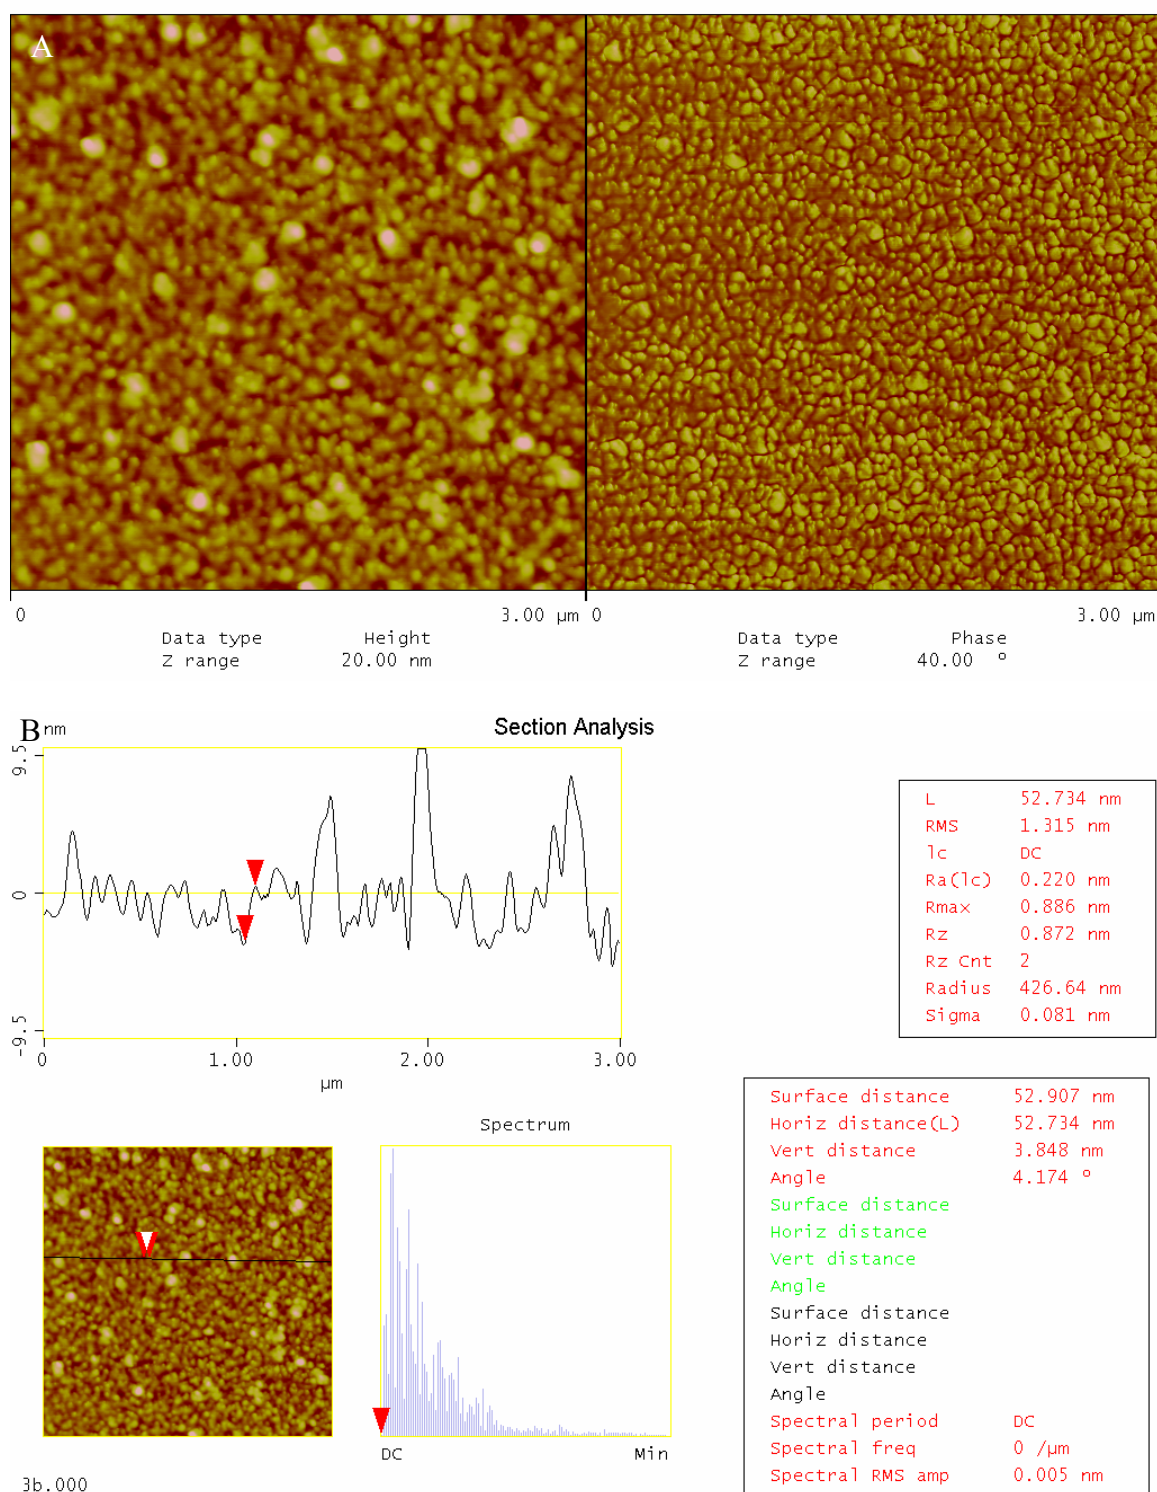 A
0 3.00 µm 0 3.00 µm
Data type Height Data type Phase
Z range 20.00 nm Z range 40.00 º
B nm Section Analysis
9.5
0
-9.5
0 1.00 2.00 3.00
µm
L 52.734 nm
RMS 1.315 nm
lc DC
Ra(lc) 0.220 nm
Rmax 0.886 nm
Rz 0.872 nm
Rz Cnt 2
Radius 426.64 nm
Sigma 0.081 nm
Spectrum
DC Min
Surface distance 52.907 nm
Horiz distance(L) 52.734 nm
Vert distance 3.848 nm
Angle 4.174 º
Surface distance
Horiz distance
Vert distance
Angle
Surface distance
Horiz distance
Vert distance
Angle
Spectral period DC
Spectral freq 0 /µm
Spectral RMS amp 0.005 nm
3b.000